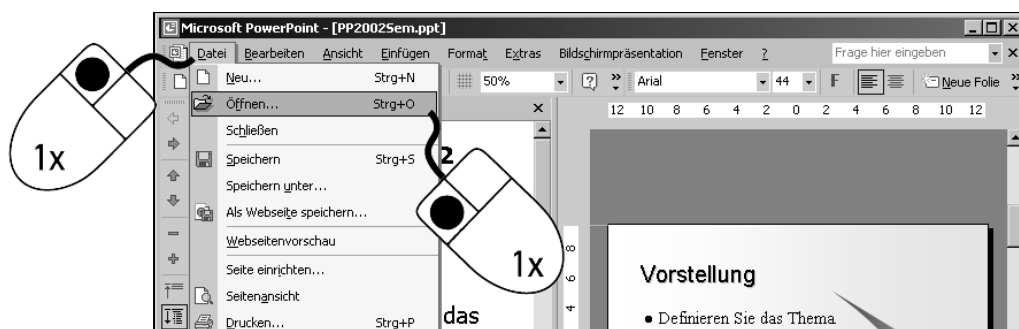 Microsoft PowerPoint - [PP2002Sem.ppt]
Datei Bearbeiten Ansicht Einfügen Format Extras Bildschirmpräsentation Fenster ? Frage hier eingeben
50% Arial 44 F Neue Folie
Neu... Strg+N
Öffnen... Strg+O
Schließen
Speichern Strg+S
Speichern unter...
Als Webseite speichern...
Webseitenvorschau
Seite einrichten...
Seitenansicht
Drucken... Strg+P
1x
1x
2
das
12 10 8 6 4 2 0 2 4 6 8 10 12
8
6
4
Vorstellung
• Definieren Sie das Thema